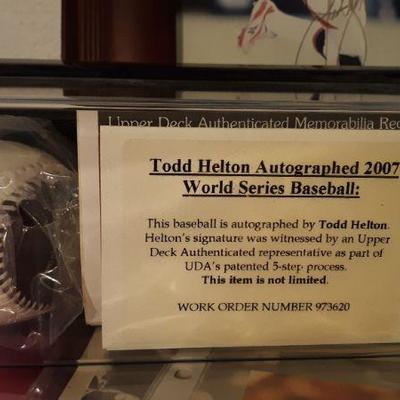 Upper Deck Authenticated Memorabilia Rec
Todd Helton Autographed 2007
World Series Baseball:
This baseball is autographed by Todd Helton.
Helton's signature was witnessed by an Upper
Deck Authenticated representative as part of
UDA's patented 5-step process.
This item is not limited.
WORK ORDER NUMBER 973620